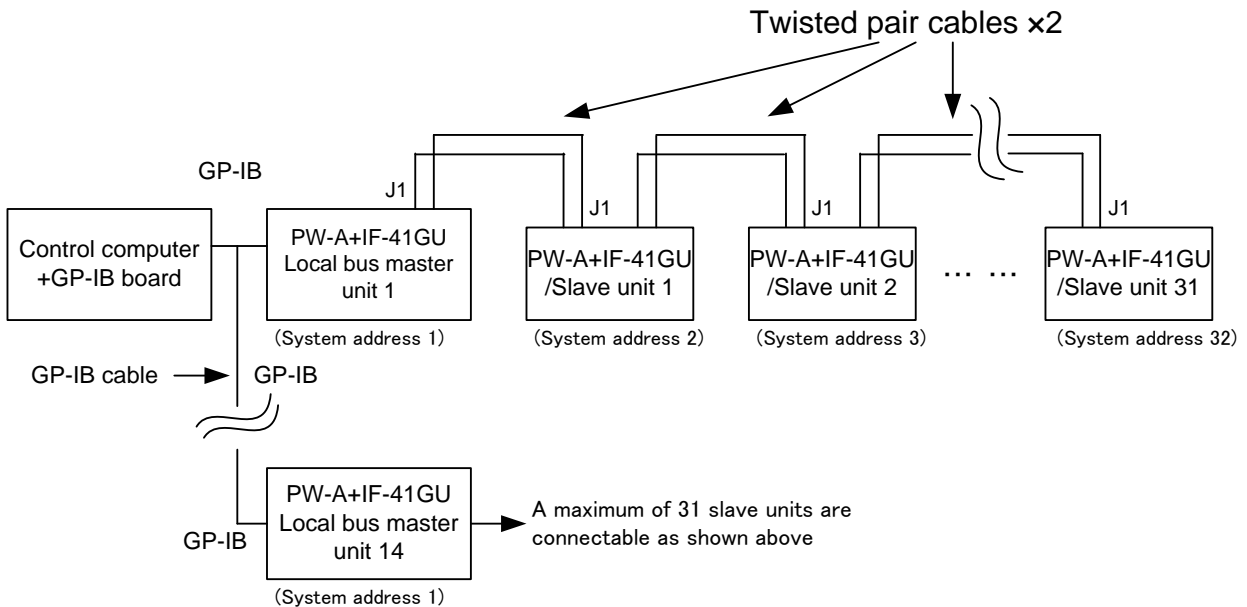 Twisted pair cables ×2
GP-IB
J1
J1
J1
J1
Control computer
+GP-IB board
PW-A+IF-41GU
Local bus master
unit 1
PW-A+IF-41GU
/Slave unit 1
PW-A+IF-41GU
/Slave unit 2
... ...
PW-A+IF-41GU
/Slave unit 31
(System address 1)
(System address 2)
(System address 3)
(System address 32)
GP-IB cable
GP-IB
PW-A+IF-41GU
Local bus master
unit 14
GP-IB
A maximum of 31 slave units are
connectable as shown above
(System address 1)